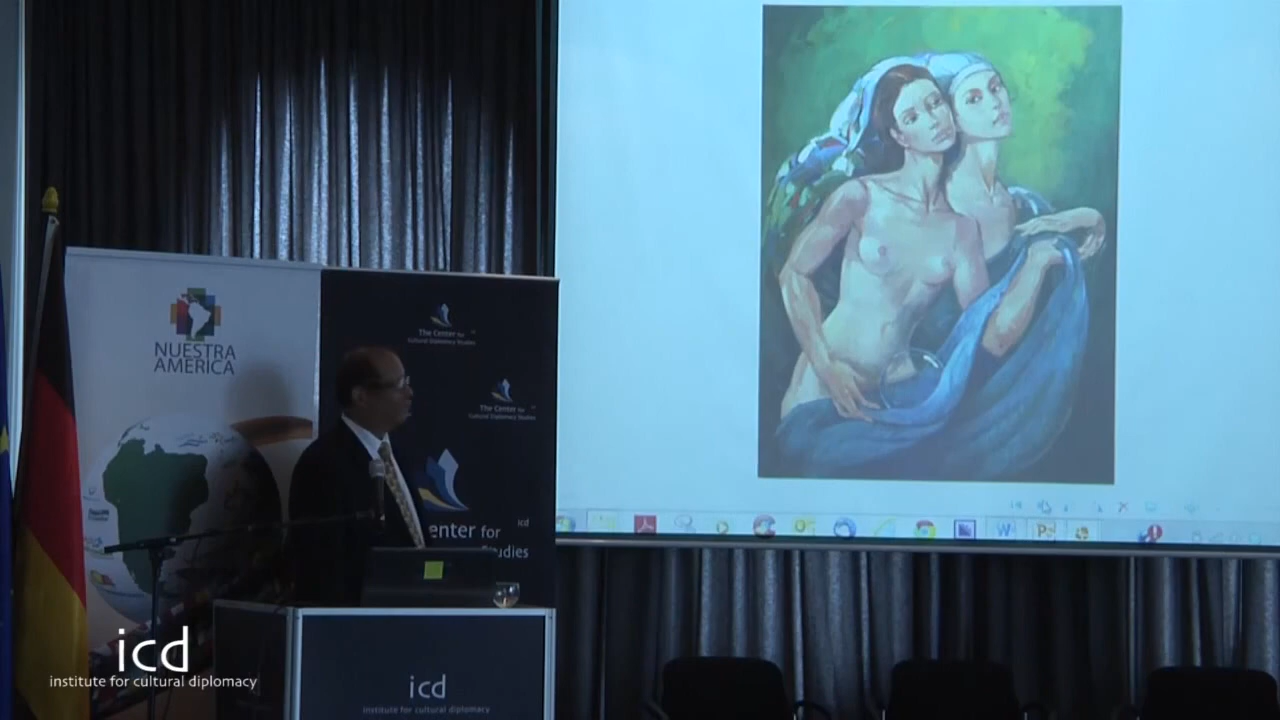 NUESTRA
AMERICA
The Center for
Cultural Diplomacy Studies
The Center for
Cultural Diplomacy Studies
enter for
icd
Studies
icd
institute for cultural diplomacy
icd
institute for cultural diplomacy